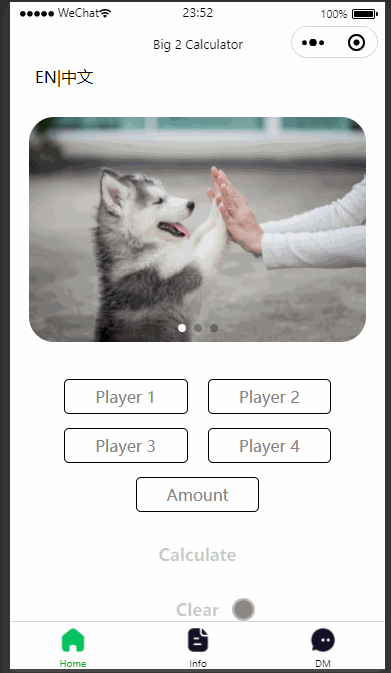 WeChat 23:52 100%
Big 2 Calculator
EN|中文
Player 1 Player 2
Player 3 Player 4
Amount
Calculate
Clear
Home Info DM